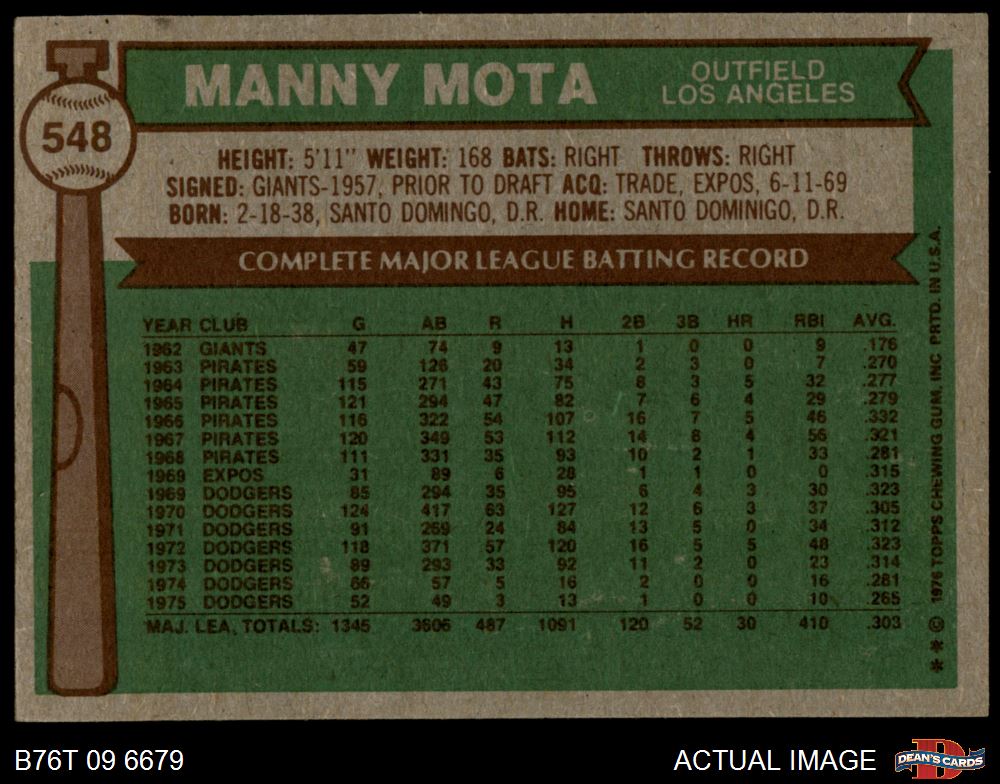 548
MANNY MOTA
OUTFIELD
LOS ANGELES
HEIGHT: 5'11" WEIGHT: 168 BATS: RIGHT THROWS: RIGHT
SIGNED: GIANTS-1957, PRIOR TO DRAFT ACQ: TRADE, EXPOS, 6-11-69
BORN: 2-18-38, SANTO DOMINGO, D.R. HOME: SANTO DOMINIGO, D.R.
COMPLETE MAJOR LEAGUE BATTING RECORD
YEAR CLUB G AB R H 2B 3B HR RBI AVG.
1962 GIANTS 47 74 9 13 1 0 0 9 .176
1963 PIRATES 59 126 20 34 2 3 0 7 .270
1964 PIRATES 115 271 43 75 8 3 5 32 .277
1965 PIRATES 121 294 47 82 7 6 4 29 .279
1966 PIRATES 116 322 54 107 16 7 5 46 .332
1967 PIRATES 120 349 53 112 14 8 4 56 .321
1968 PIRATES 111 331 35 93 10 2 1 33 .281
1969 EXPOS 31 89 6 28 1 1 0 0 .315
1969 DODGERS 85 294 35 95 6 4 3 30 .323
1970 DODGERS 124 417 63 127 12 6 3 37 .305
1971 DODGERS 91 269 24 84 13 5 0 34 .312
1972 DODGERS 118 371 57 120 16 5 5 48 .323
1973 DODGERS 89 293 33 92 11 2 0 23 .314
1974 DODGERS 66 57 5 16 2 0 0 16 .281
1975 DODGERS 52 49 3 13 1 0 0 10 .265
MAJ. LEA. TOTALS: 1345 3606 487 1091 120 52 30 410 .303
* * © 1976 TOPPS CHEWING GUM, INC PRTD. IN U.S.A.
B76T 09 6679
ACTUAL IMAGE
DEAN'S CARDS